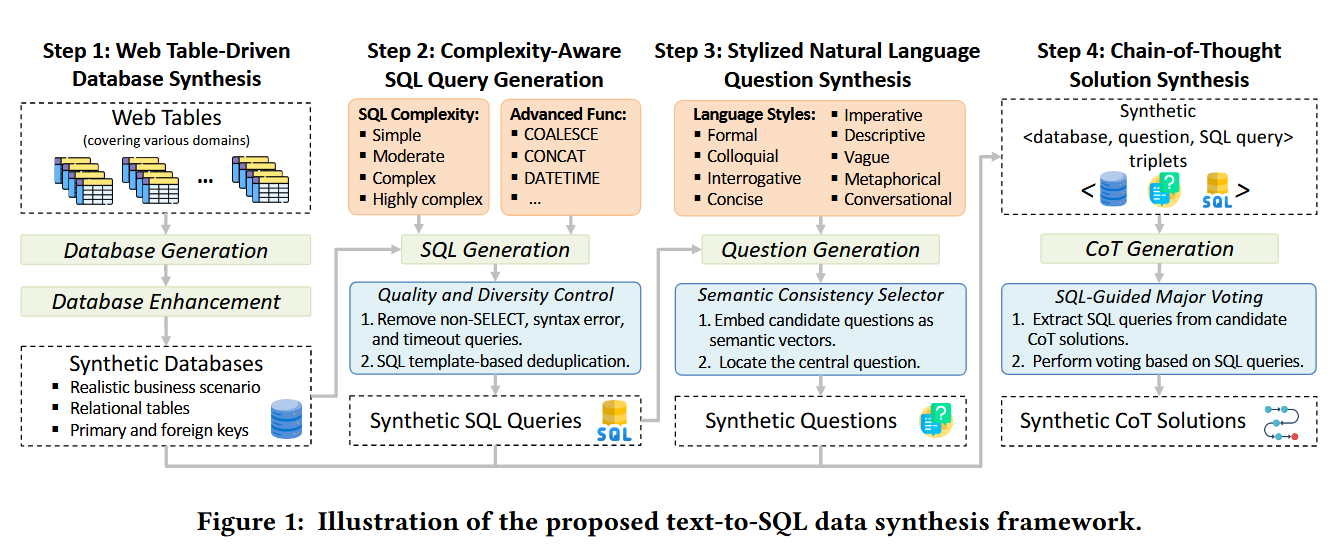 Step 1: Web Table-Driven
Database Synthesis
Web Tables
(covering various domains)
...
Database Generation
Database Enhancement
Synthetic Databases
▪ Realistic business scenario
▪ Relational tables
▪ Primary and foreign keys
Step 2: Complexity-Aware
SQL Query Generation
SQL Complexity:
▪ Simple
▪ Moderate
▪ Complex
▪ Highly complex
Advanced Func:
▪ COALESCE
▪ CONCAT
▪ DATETIME
▪ ...
SQL Generation
Quality and Diversity Control
1. Remove non-SELECT, syntax error,
and timeout queries.
2. SQL template-based deduplication.
Synthetic SQL Queries
SQL
Step 3: Stylized Natural Language
Question Synthesis
Language Styles:
▪ Formal
▪ Colloquial
▪ Interrogative
▪ Concise
▪ Imperative
▪ Descriptive
▪ Vague
▪ Metaphorical
▪ Conversational
Question Generation
Semantic Consistency Selector
1. Embed candidate questions as
semantic vectors.
2. Locate the central question.
Synthetic Questions
?
Step 4: Chain-of-Thought
Solution Synthesis
Synthetic
<database, question, SQL query>
triplets
< ? SQL >
CoT Generation
SQL-Guided Major Voting
1. Extract SQL queries from candidate
CoT solutions.
2. Perform voting based on SQL queries.
Synthetic CoT Solutions
Figure 1: Illustration of the proposed text-to-SQL data synthesis framework.